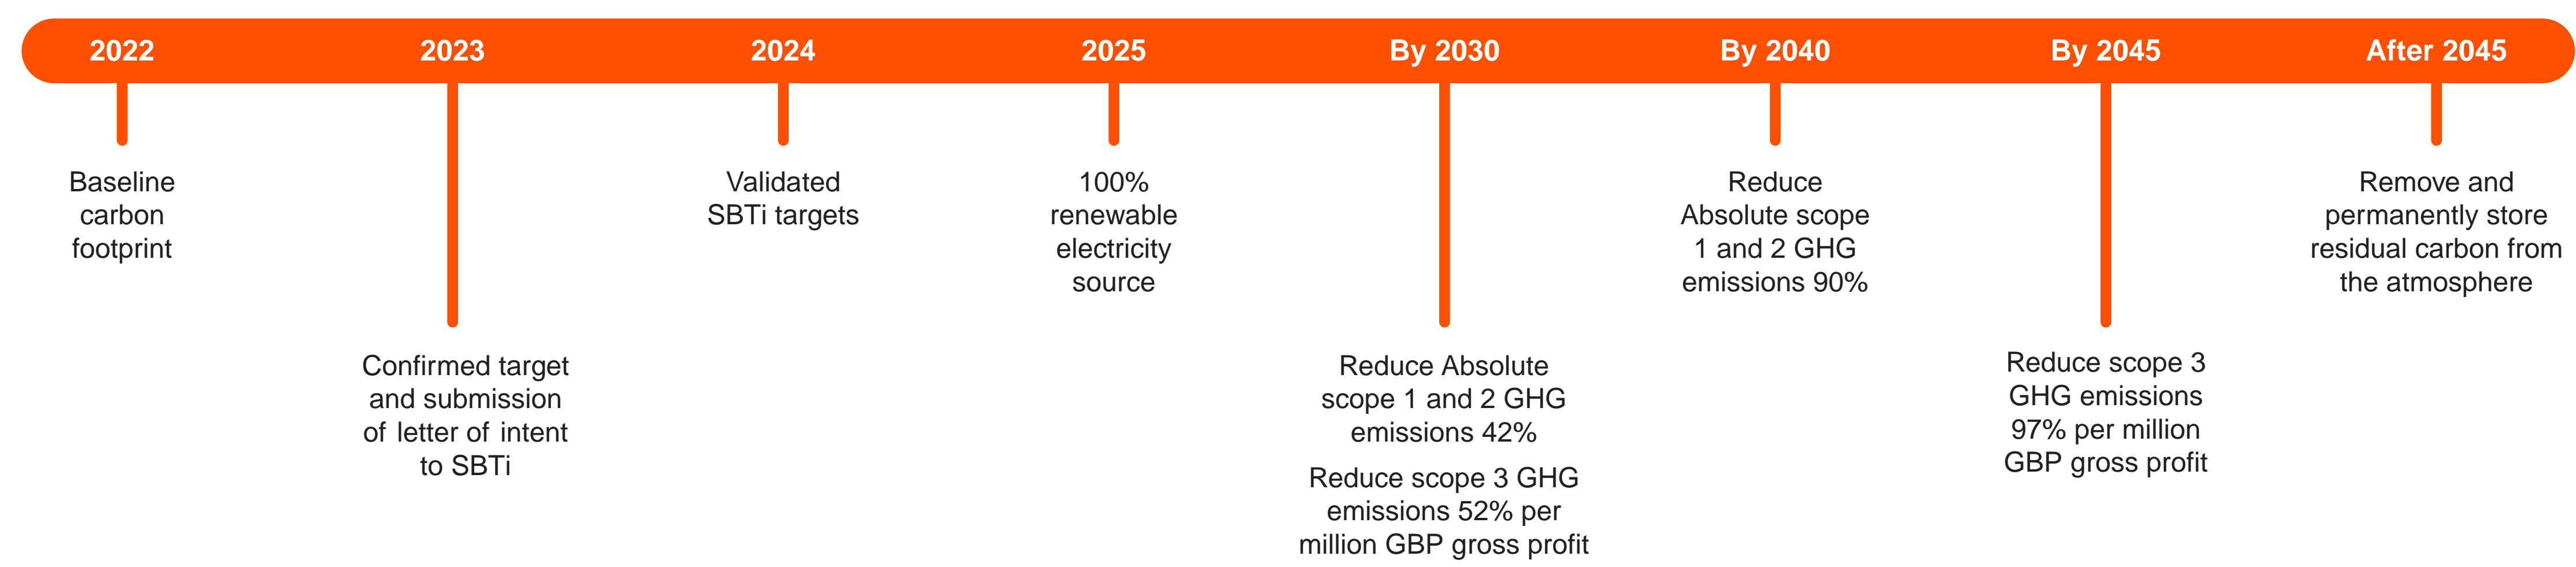 2022
2023
2024
2025
By 2030
By 2040
By 2045
After 2045
Baseline
carbon
footprint
Confirmed target
and submission
of letter of intent
to SBTi
Validated
SBTi targets
100%
renewable
electricity
source
Reduce Absolute
scope 1 and 2 GHG
emissions 42%
Reduce scope 3 GHG
emissions 52% per
million GBP gross profit
Reduce
Absolute scope
1 and 2 GHG
emissions 90%
Reduce scope 3
GHG emissions
97% per million
GBP gross profit
Remove and
permanently store
residual carbon from
the atmosphere